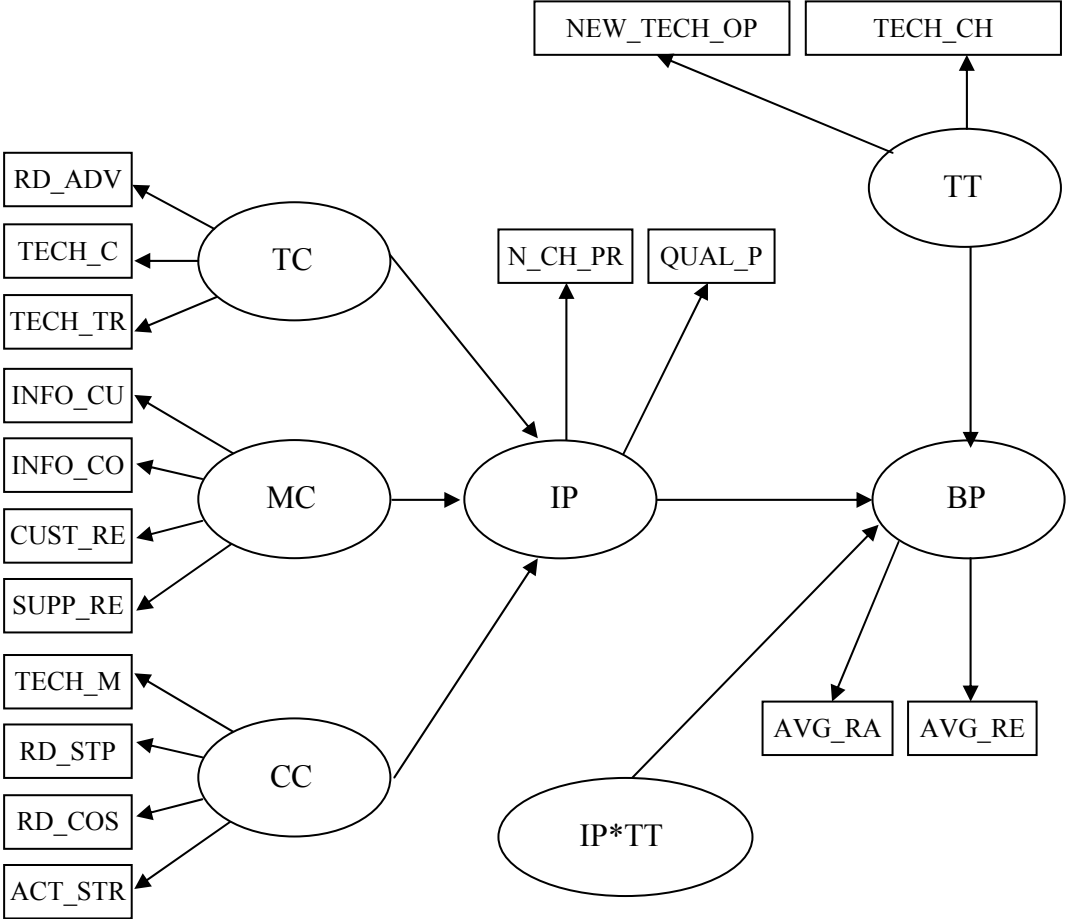 NEW_TECH_OP
TECH_CH
RD_ADV
TECH_C
TECH_TR
TC
TT
N_CH_PR
QUAL_P
INFO_CU
INFO_CO
CUST_RE
SUPP_RE
MC
IP
BP
TECH_M
RD_STP
RD_COS
ACT_STR
CC
AVG_RA
AVG_RE
IP*TT